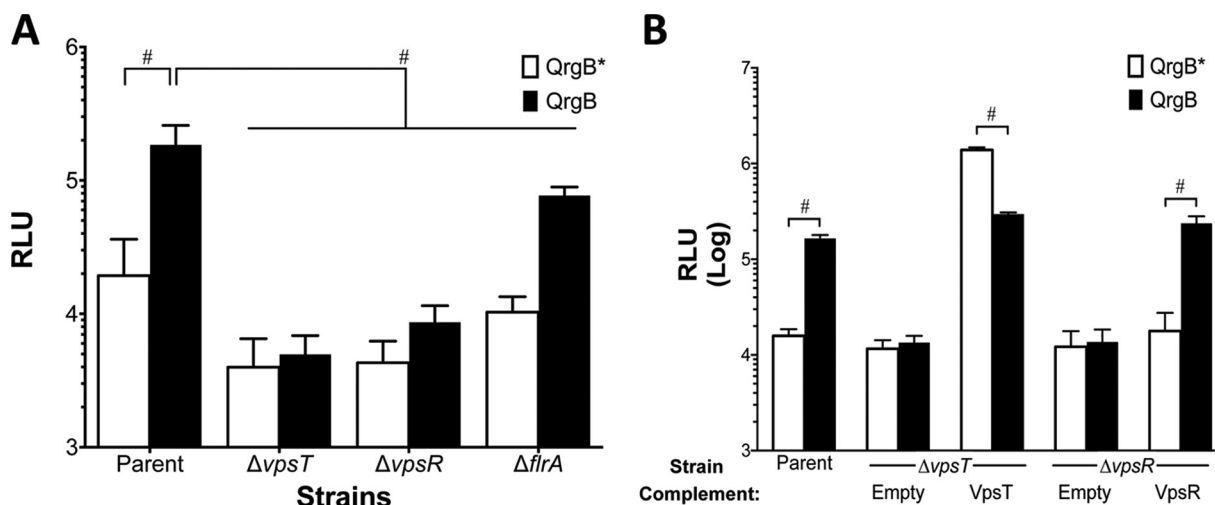 A
#
#
QrgB*
QrgB
6
5
4
3
RLU
Parent
ΔvpsT
ΔvpsR
ΔflrA
Strains
B
#
#
#
QrgB*
QrgB
7
6
5
4
3
RLU
(Log)
Strain
Parent
ΔvpsT
ΔvpsR
Complement:
Empty
VpsT
Empty
VpsR